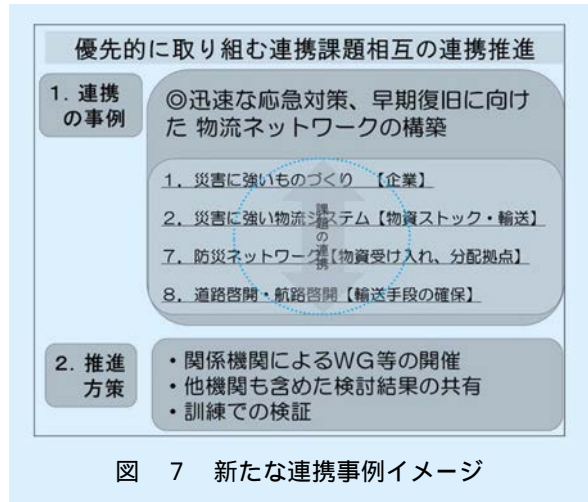 優先的に取り組む連携課題相互の連携推進
1. 連携
の事例
◎迅速な応急対策、早期復旧に向け
た 物流ネットワークの構築
1. 災害に強いものづくり 【企業】
2. 災害に強い物流システム【物資ストック・輸送】
7. 防災ネットワーク【物資受け入れ、分配拠点】
8. 道路啓開・航路啓開【輸送手段の確保】
課題の連携
2. 推進
方策
・関係機関によるWG等の開催
・他機関も含めた検討結果の共有
・訓練での検証
図 7 新たな連携事例イメージ